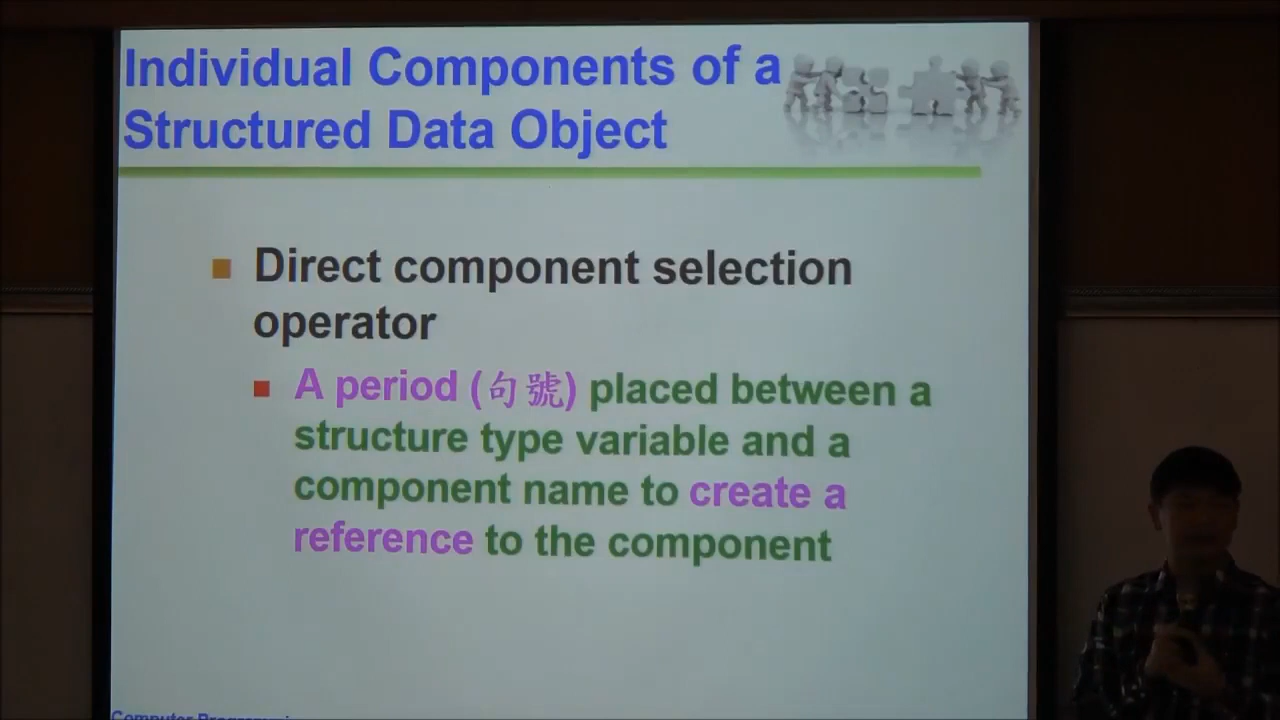 Individual Components of a
Structured Data Object
Direct component selection
operator
A period (句號) placed between a
structure type variable and a
component name to create a
reference to the component
Computer